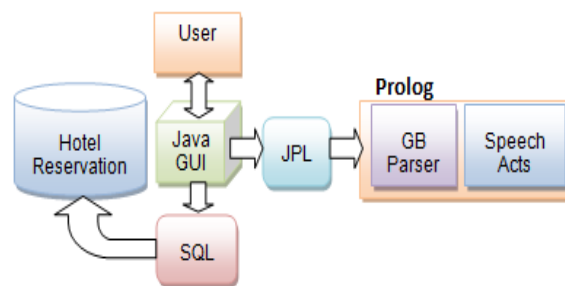 User
Prolog
Hotel
Reservation
Java
GUI
JPL
GB
Parser
Speech
Acts
SQL